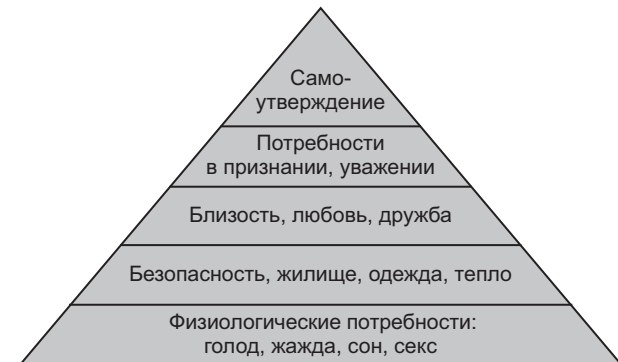 Само-
утверждение
Потребности
в признании, уважении
Близость, любовь, дружба
Безопасность, жилище, одежда, тепло
Физиологические потребности:
голод, жажда, сон, секс